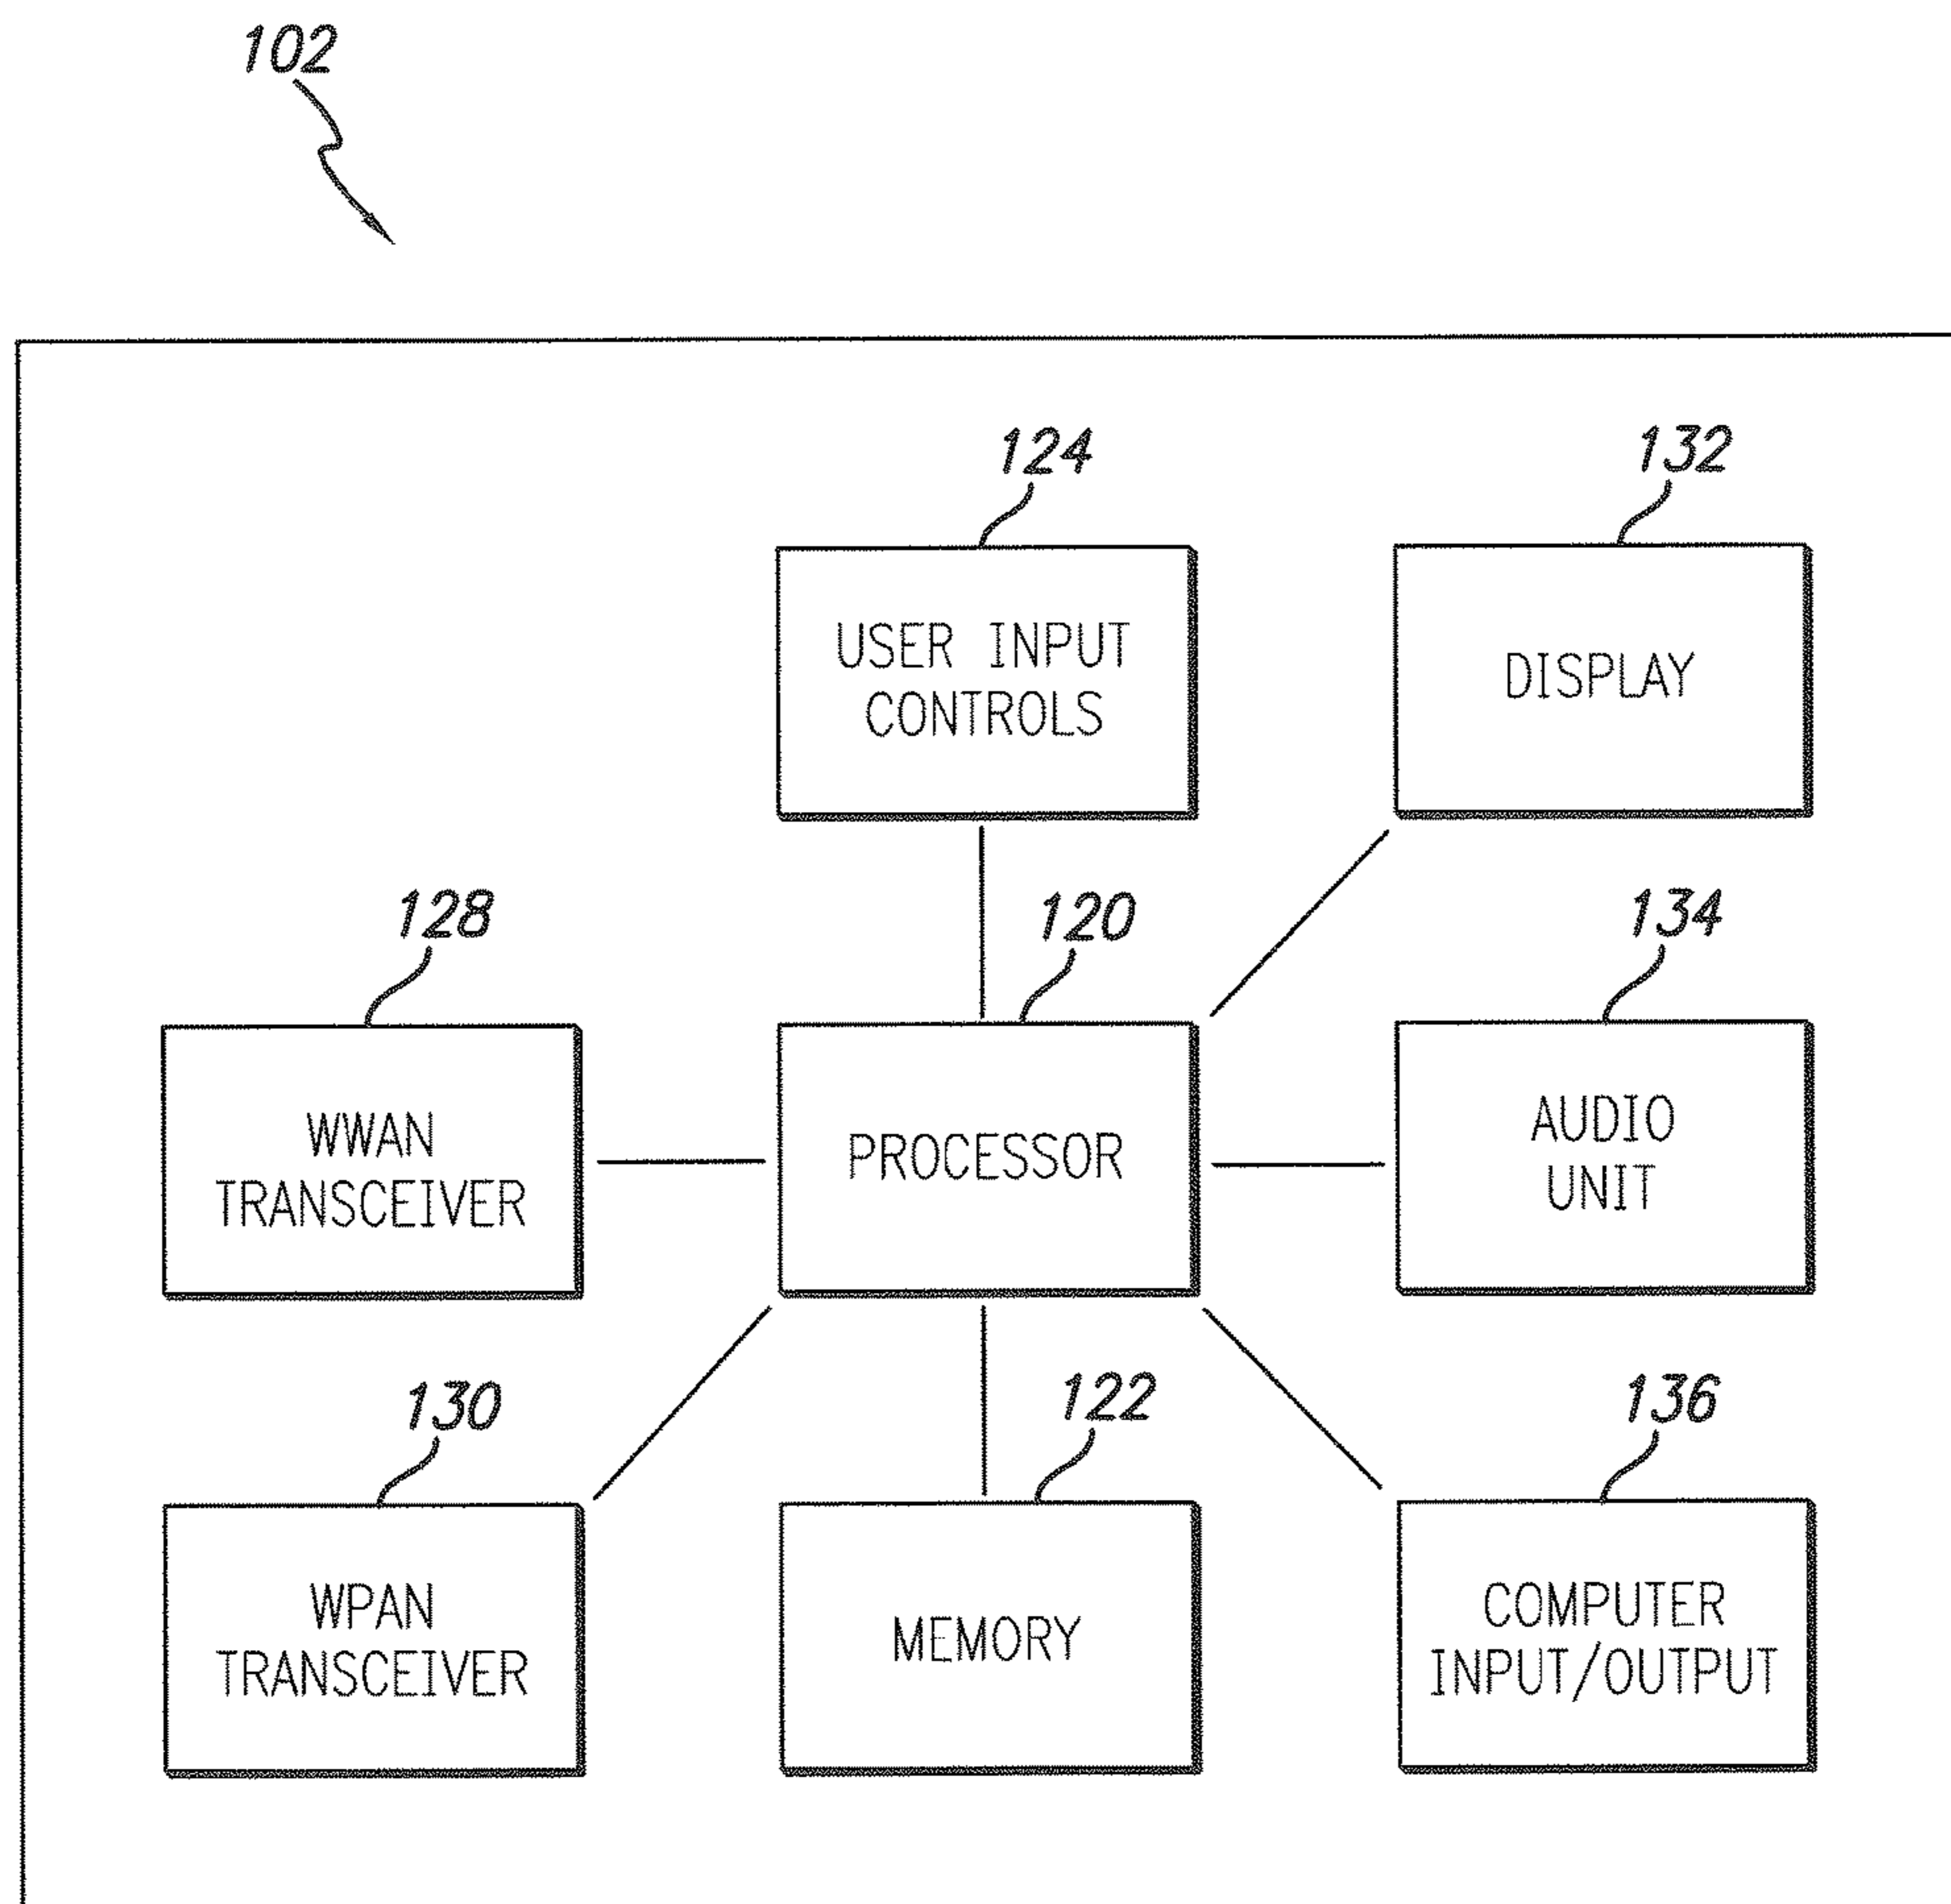 102
124
132
USER INPUT
CONTROLS
DISPLAY
128
120
134
WWAN
TRANSCEIVER
PROCESSOR
AUDIO
UNIT
130
122
136
WPAN
TRANSCEIVER
MEMORY
COMPUTER
INPUT/OUTPUT